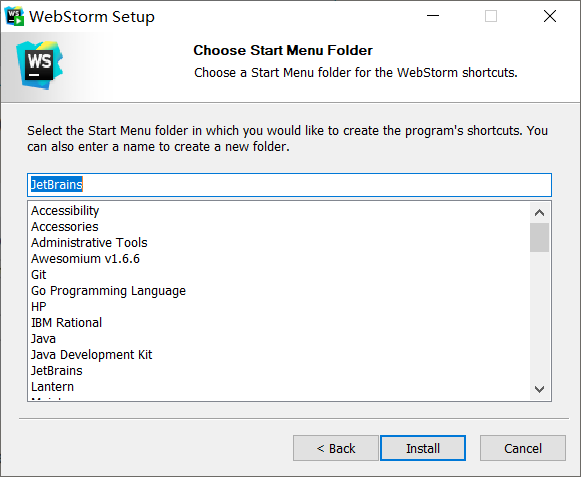 WebStorm Setup
WS
Choose Start Menu Folder
Choose a Start Menu folder for the WebStorm shortcuts.
Select the Start Menu folder in which you would like to create the program's shortcuts. You
can also enter a name to create a new folder.
JetBrains
Accessibility
Accessories
Administrative Tools
Awesomium v1.6.6
Git
Go Programming Language
HP
IBM Rational
Java
Java Development Kit
JetBrains
Lantern
< Back
Install
Cancel